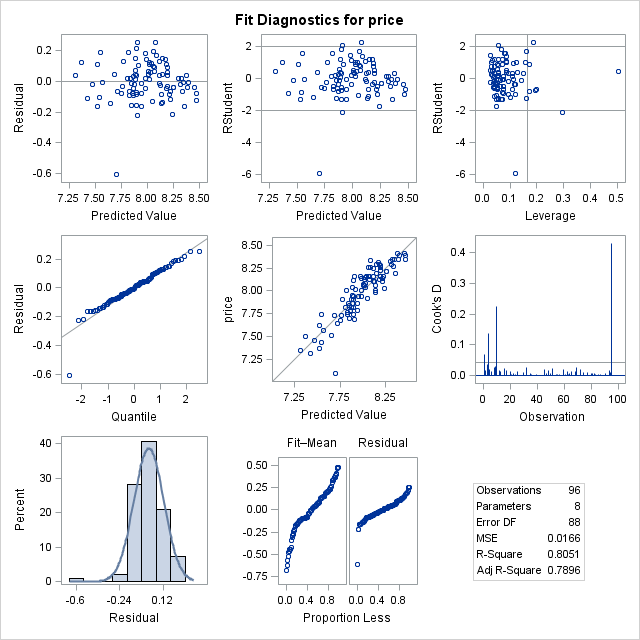 Fit Diagnostics for price
0.2
0.0
-0.2
-0.4
-0.6
Residual
7.25 7.50 7.75 8.00 8.25 8.50
Predicted Value
2
0
-2
-4
-6
RStudent
7.25 7.50 7.75 8.00 8.25 8.50
Predicted Value
2
0
-2
-4
-6
RStudent
0.0 0.1 0.2 0.3 0.4 0.5
Leverage
0.2
0.0
-0.2
-0.4
-0.6
Residual
-2 -1 0 1 2
Quantile
8.50
8.25
8.00
7.75
7.50
7.25
price
7.25 7.75 8.25
Predicted Value
0.4
0.3
0.2
0.1
0.0
Cook's D
0 20 40 60 80 100
Observation
40
30
20
10
0
Percent
-0.6 -0.24 0.12
Residual
Fit–Mean Residual
0.50
0.25
0.00
-0.25
-0.50
-0.75
0.0 0.4 0.8 0.0 0.4 0.8
Proportion Less
Observations 96
Parameters 8
Error DF 88
MSE 0.0166
R-Square 0.8051
Adj R-Square 0.7896